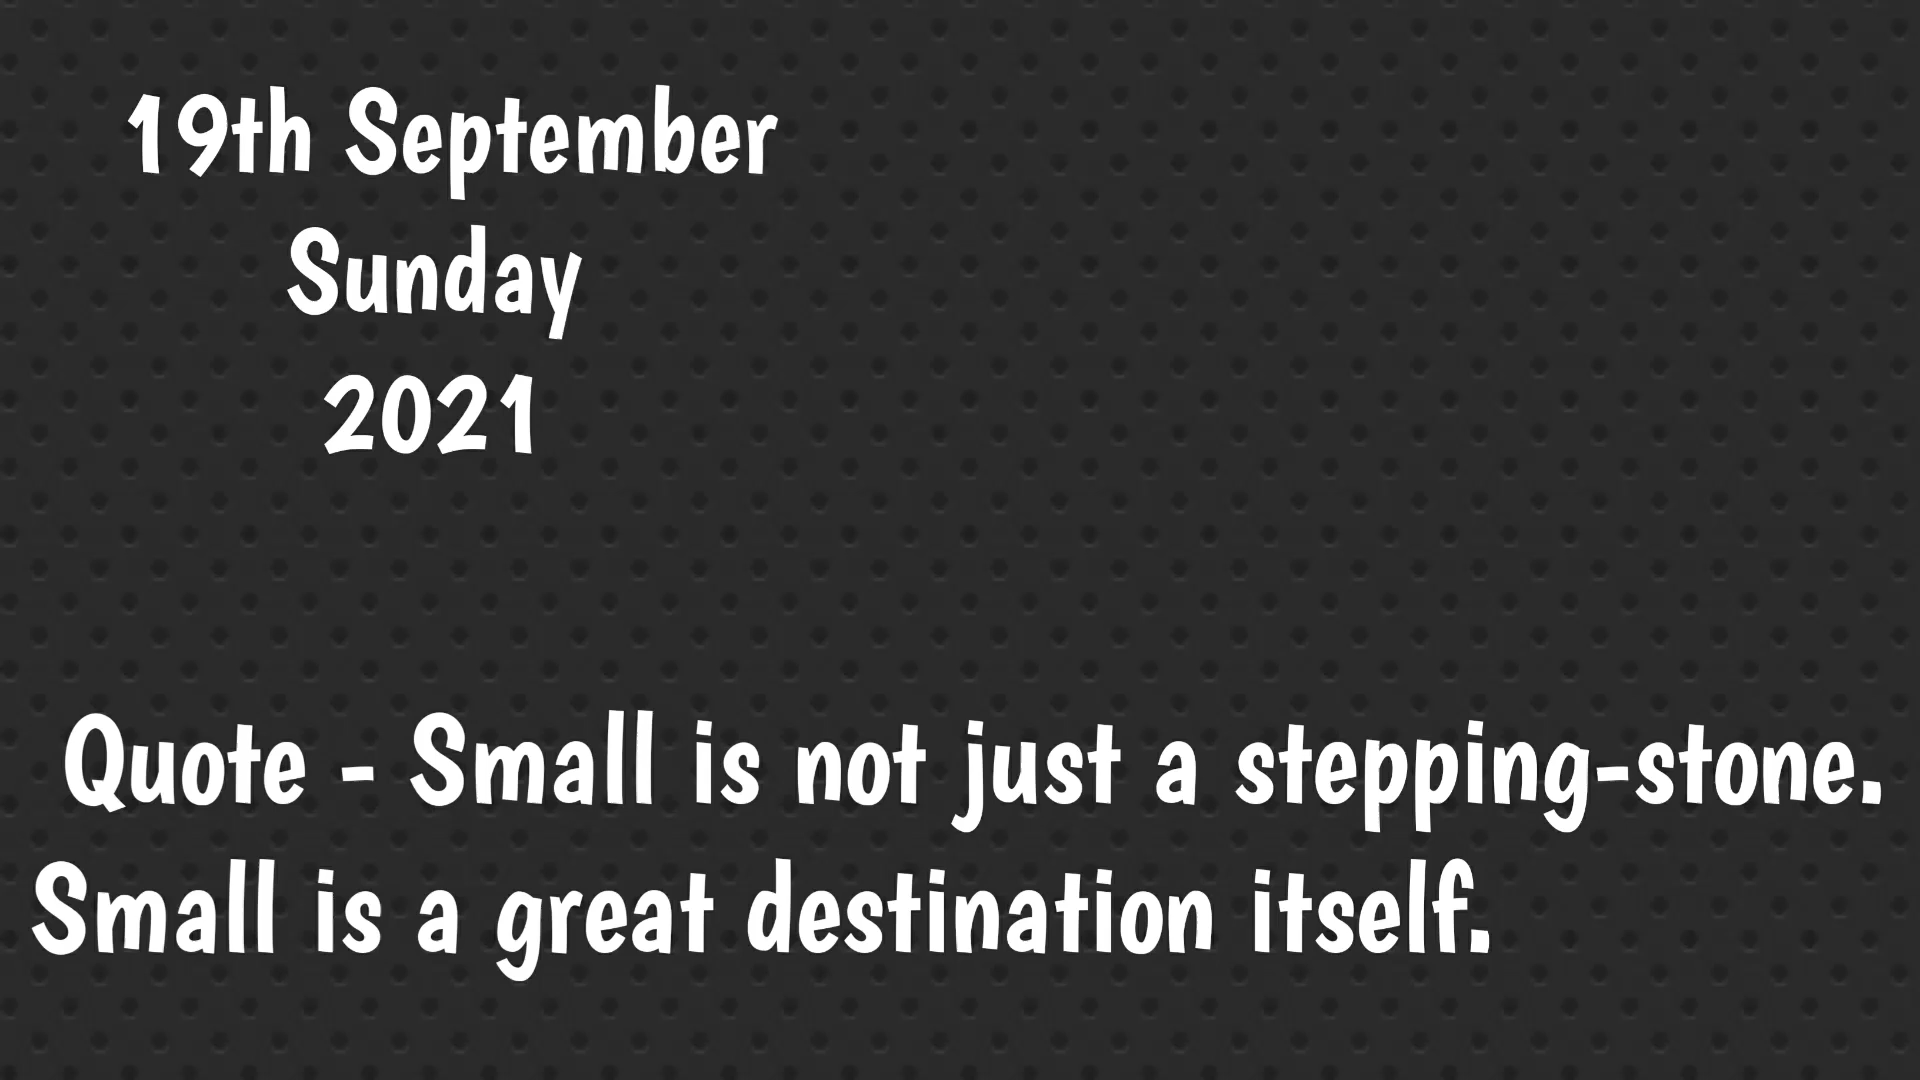 19th September
Sunday
2021
Quote - Small is not just a stepping-stone.
Small is a great destination itself.